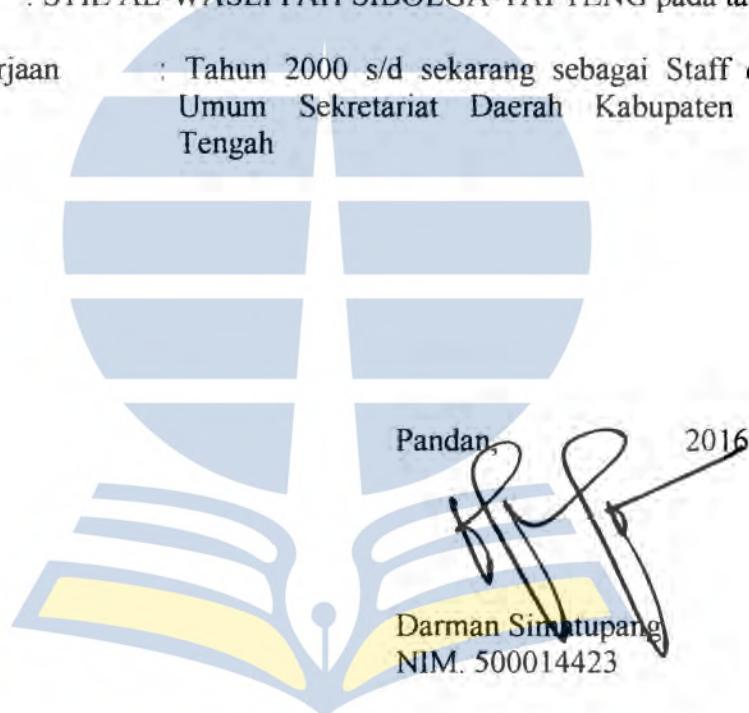 : STIE AL-WASLIYAH SIBOLGA-TAPTENG pada
rjaan : Tahun 2000 s/d sekarang sebagai Staff
Umum Sekretariat Daerah Kabupaten
Tengah
Pandan, 2016
Darman Simatupang
NIM. 500014423